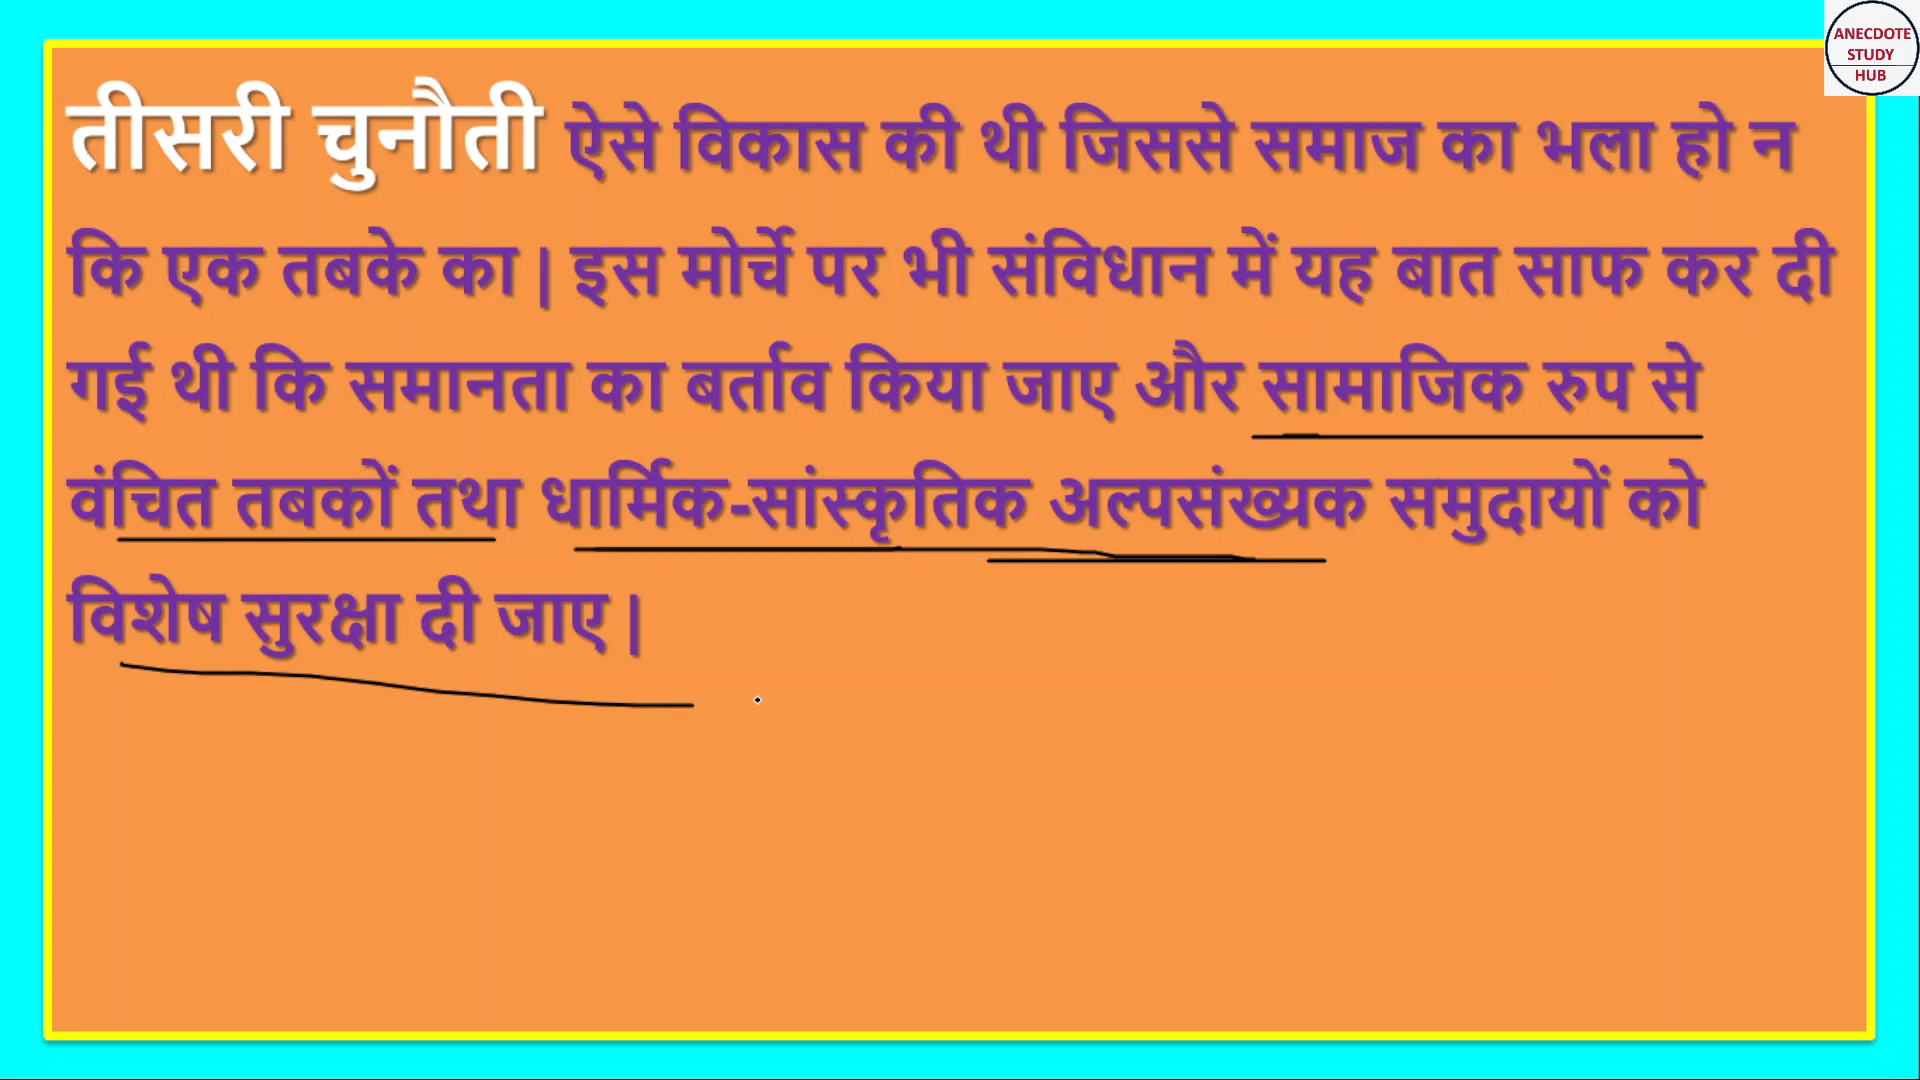 ANECDOTE
STUDY
HUB
तीसरी चुनौती ऐसे विकास की थी जिससे समाज का भला हो न
कि एक तबके का | इस मोर्चे पर भी संविधान में यह बात साफ कर दी
गई थी कि समानता का बर्ताव किया जाए और सामाजिक रुप से
वंचित तबकों तथा धार्मिक-सांस्कृतिक अल्पसंख्यक समुदायों को
विशेष सुरक्षा दी जाए |